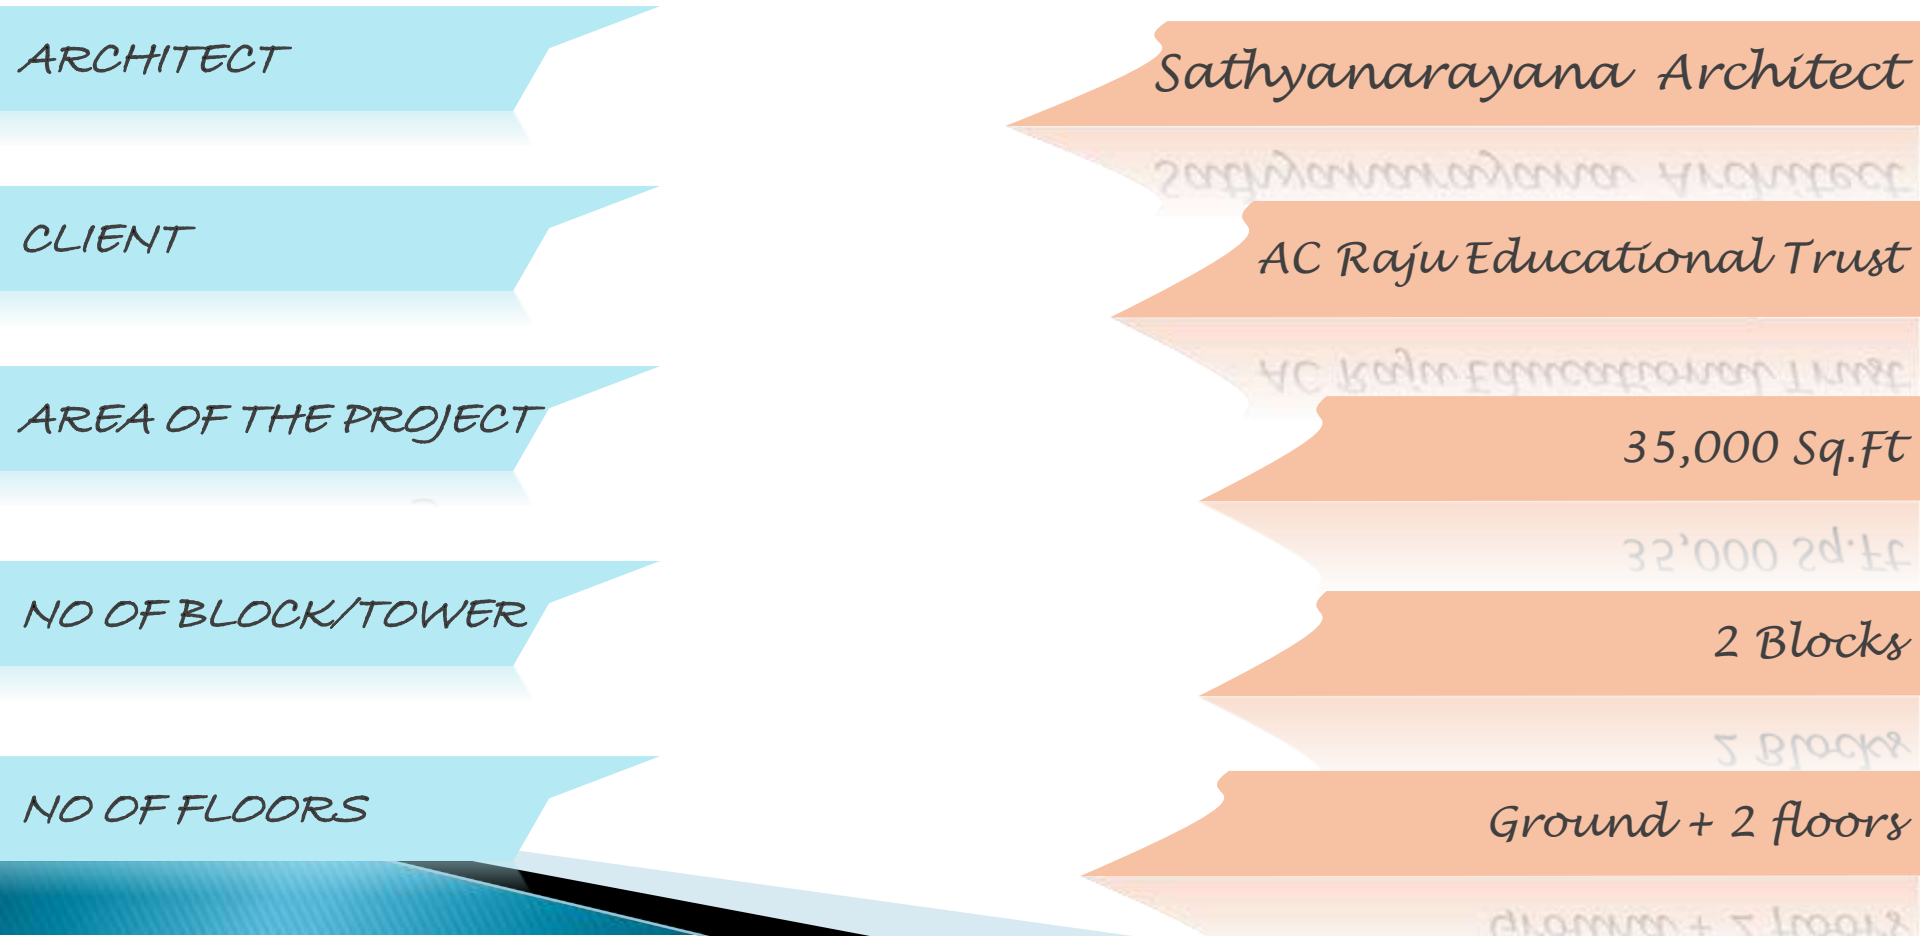 ARCHITECT
Sathyanarayana Architect
CLIENT
AC Raju Educational Trust
AREA OF THE PROJECT
35,000 Sq.Ft
NO OF BLOCK/TOWER
2 Blocks
NO OF FLOORS
Ground + 2 floors